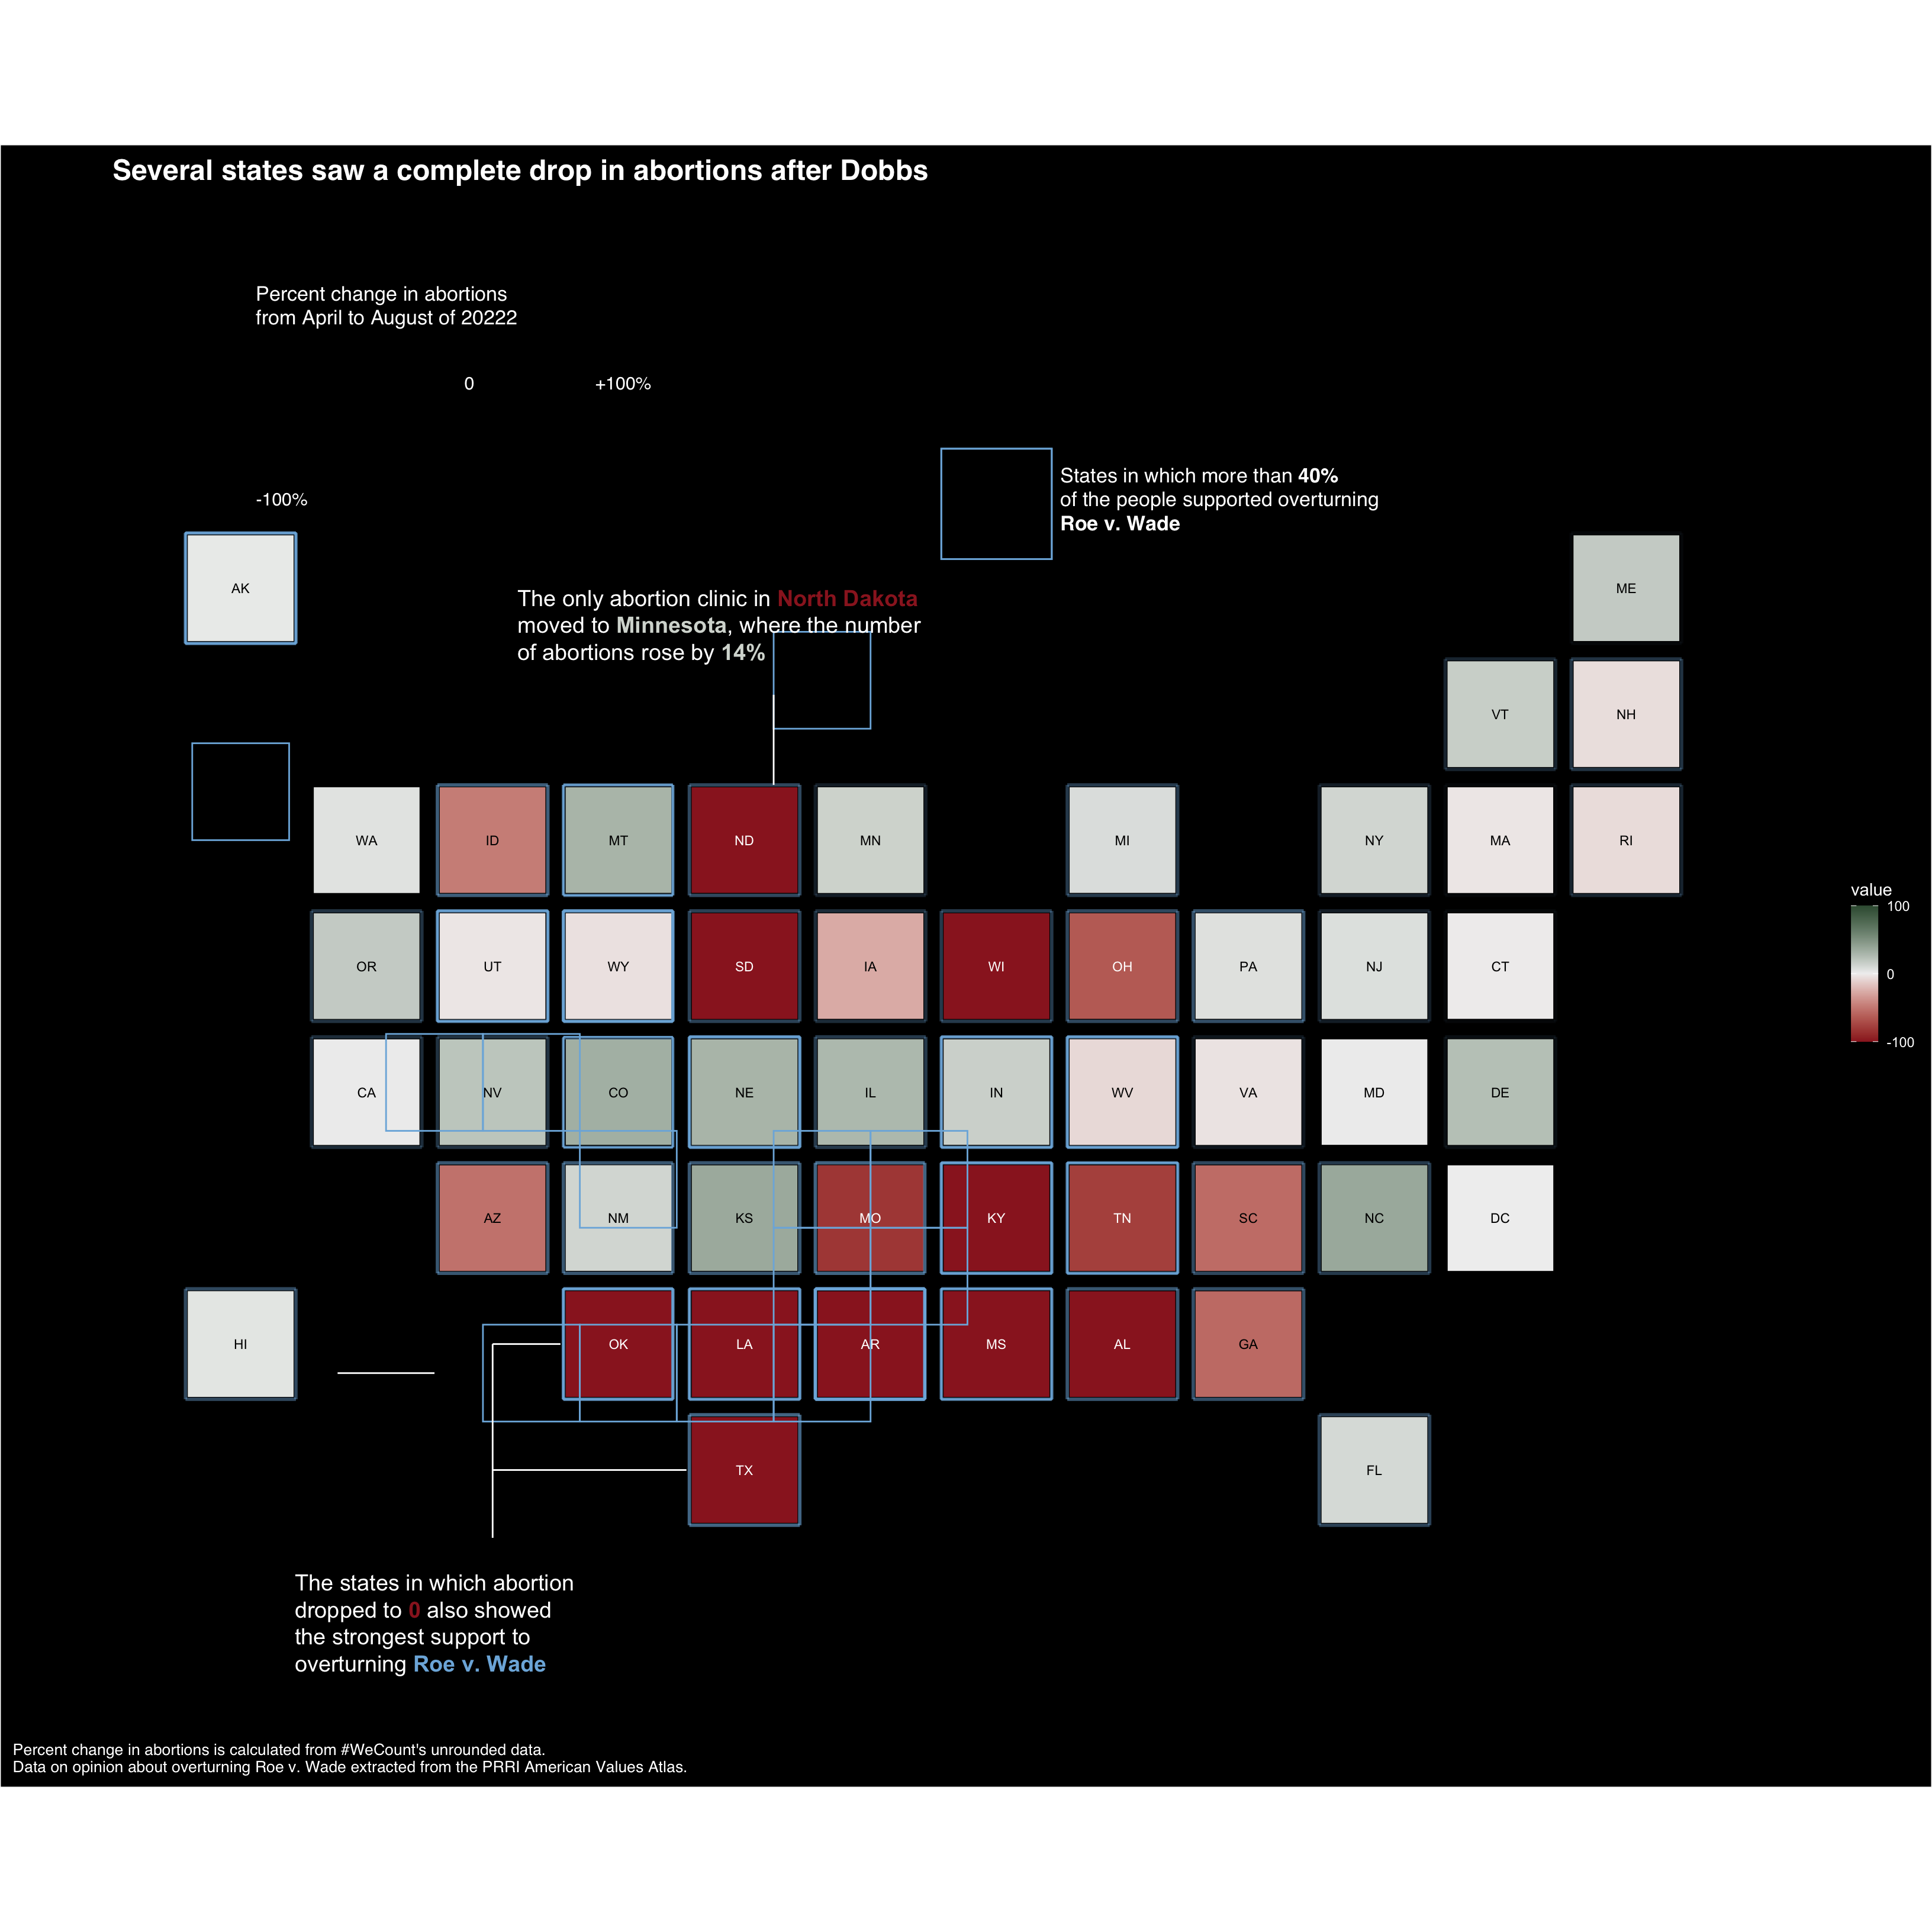 Several states saw a complete drop in abortions after Dobbs
Percent change in abortions
from April to August of 20222
0 +100%
-100%
States in which more than 40%
of the people supported overturning
Roe v. Wade
AK
ME
The only abortion clinic in North Dakota
moved to Minnesota, where the number
of abortions rose by 14%
VT NH
WA ID MT ND MN MI NY MA RI
value
100
0
-100
OR UT WY SD IA WI OH PA NJ CT
CA NV CO NE IL IN WV VA MD DE
AZ NM KS MO KY TN SC NC DC
HI OK LA AR MS AL GA
TX FL
The states in which abortion
dropped to 0 also showed
the strongest support to
overturning Roe v. Wade
Percent change in abortions is calculated from #WeCount's unrounded data.
Data on opinion about overturning Roe v. Wade extracted from the PRRI American Values Atlas.